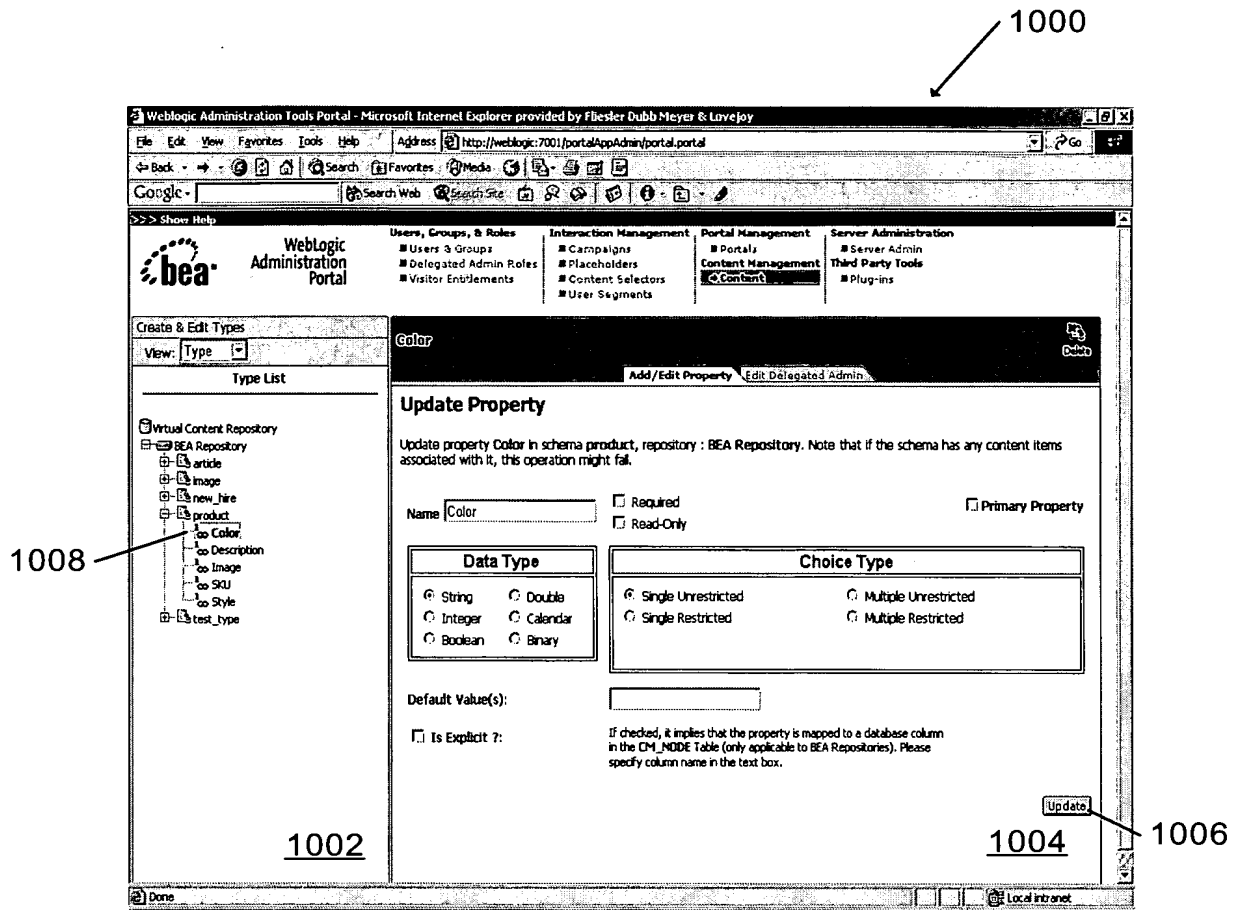 1000
Weblogic Administration Tools Portal - Microsoft Internet Explorer provided by Fliesler Dubb Meyer & Lovejoy
File Edit View Favorites Tools Help Address http://weblogic:7001/portalAppAdmin/portal.portal Go
Back Search Favorites Media
Google Search Web Search Site
>>> Show Help
bea WebLogic Administration Portal
Users, Groups, & Roles Interaction Management Portal Management Server Administration
Users & Groups Campaigns Portals Server Admin
Delegated Admin Roles Placeholders Content Management Third Party Tools
Visitor Entitlements Content Selectors Content Plug-ins
User Segments
Create & Edit Types
View: Type
Type List
Virtual Content Repository
BEA Repository
article
image
new_hire
product
Color
Description
Image
SKU
Style
test_type
1008
1002
Color
Delete
Add/Edit Property Edit Delegated Admin
Update Property
Update property Color in schema product, repository : BEA Repository. Note that if the schema has any content items
associated with it, this operation might fail.
Name Color Required Primary Property
Read-Only
Data Type Choice Type
String Double Single Unrestricted Multiple Unrestricted
Integer Calendar Single Restricted Multiple Restricted
Boolean Binary
Default Value(s):
Is Explicit ?: If checked, it implies that the property is mapped to a database column
in the CM_NODE Table (only applicable to BEA Repositories). Please
specify column name in the text box.
Update
1006
1004
Done Local intranet